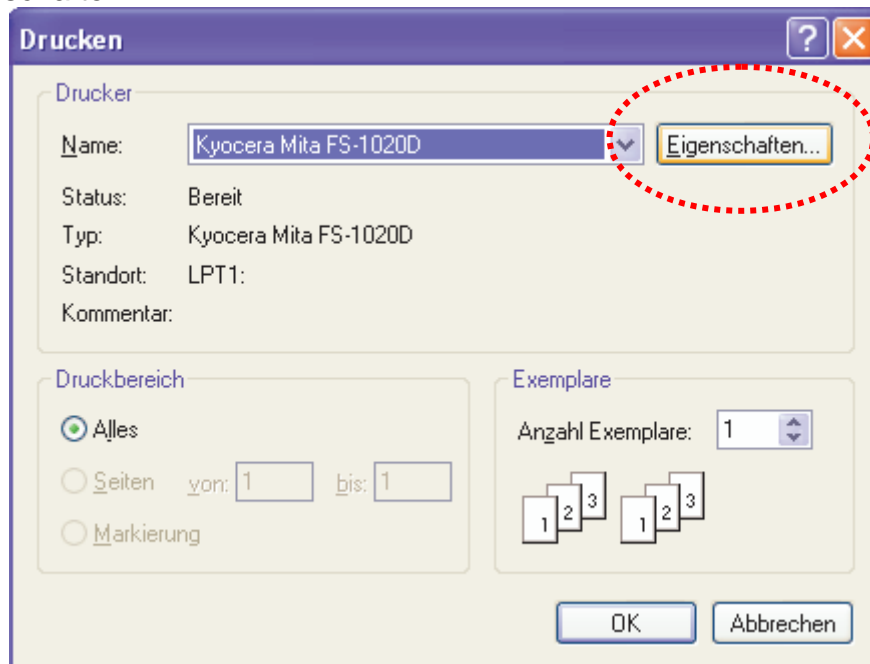 Drucken
Drucker
Name: Kyocera Mita FS-1020D Eigenschaften...
Status: Bereit
Typ: Kyocera Mita FS-1020D
Standort: LPT1:
Kommentar:
Druckbereich
Alles
Seiten von: 1 bis: 1
Markierung
Exemplare
Anzahl Exemplare: 1
1 2 3 1 2 3
OK Abbrechen